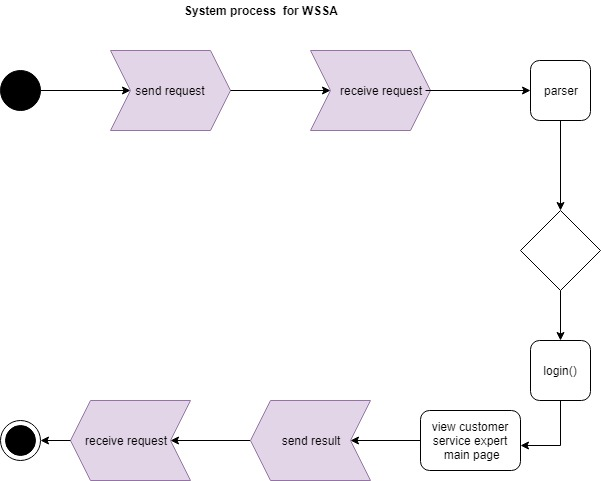 System process  for WSSA
send request
receive request
parser
login()
view customer
service expert
main page
send result
receive request